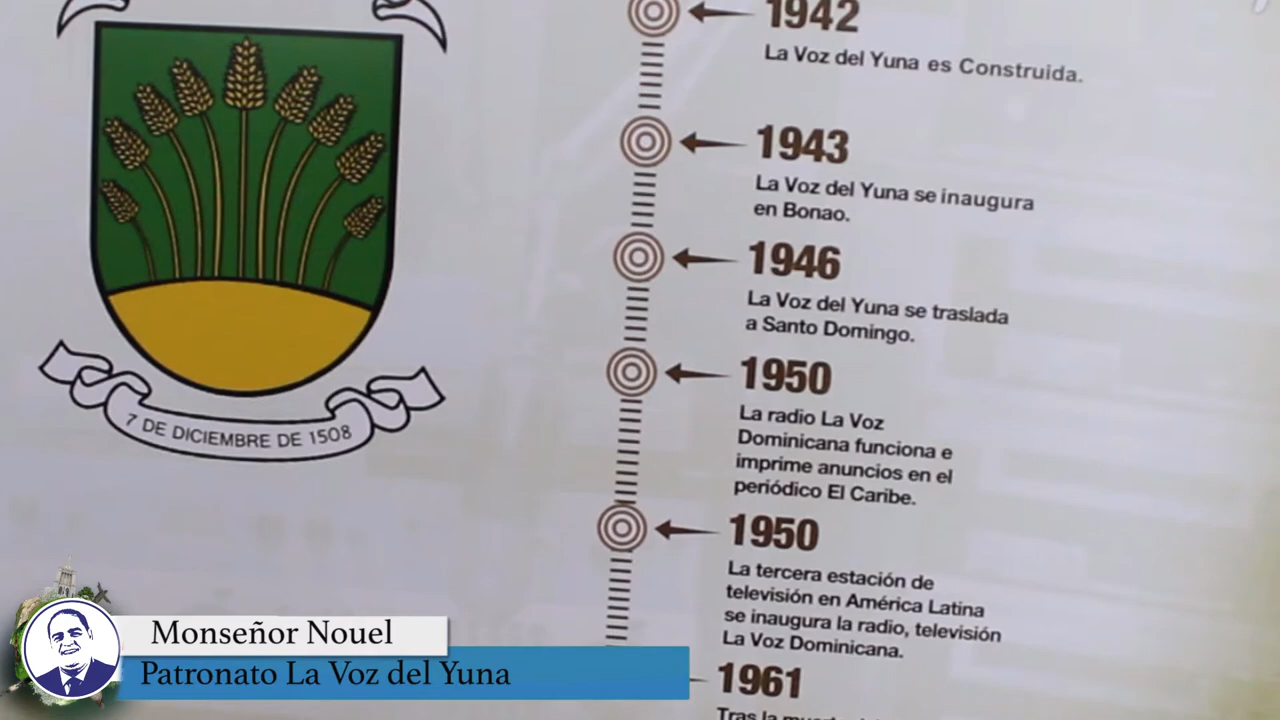 1942
La Voz del Yuna es Construida.
1943
La Voz del Yuna se inaugura
en Bonao.
1946
La Voz del Yuna se traslada
a Santo Domingo.
1950
La radio La Voz
Dominicana funciona e
imprime anuncios en el
periódico El Caribe.
1950
La tercera estación de
televisión en América Latina
se inaugura la radio, televisión
La Voz Dominicana.
1961
Tras la
7 DE DICIEMBRE DE 1508
Monseñor Nouel
Patronato La Voz del Yuna